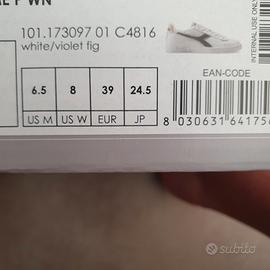 101.173097 01 C4816
white/violet fig
INTERNAL USE ONLY
EAN-CODE
6.5 8 39 24.5
US M US W EUR JP
8 030631 64175
subito